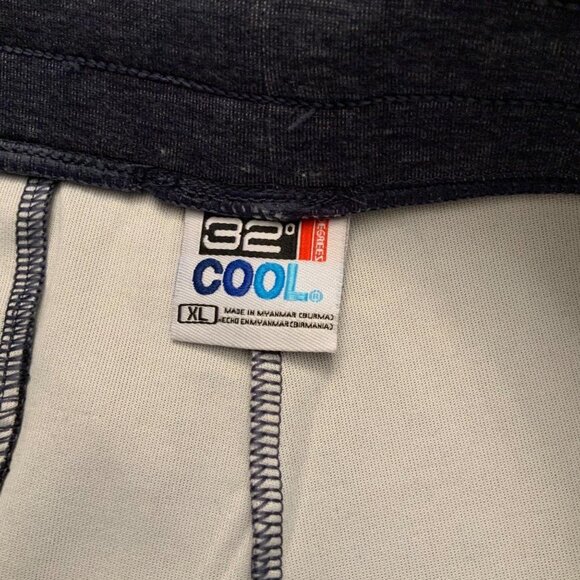 32° DEGREES
COOL®
XL MADE IN MYANMAR (BURMA)
HECHO EN MYANMAR (BIRMANIA)